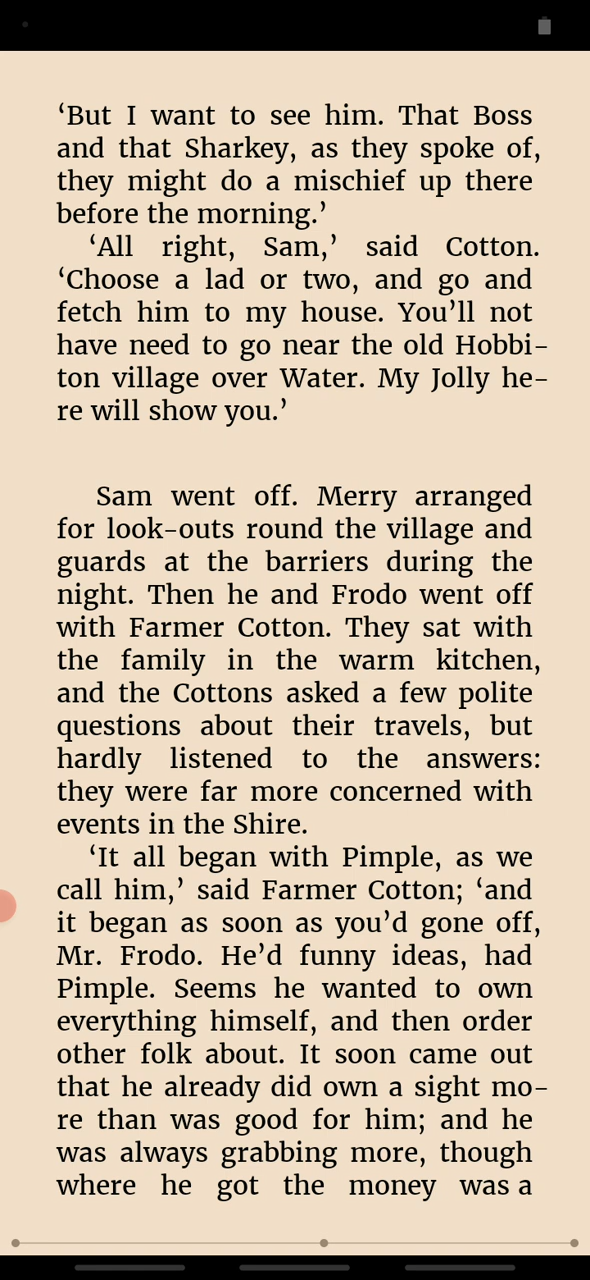 ‘But I want to see him. That Boss
and that Sharkey, as they spoke of,
they might do a mischief up there
before the morning.’
‘All right, Sam,’ said Cotton.
‘Choose a lad or two, and go and
fetch him to my house. You’ll not
have need to go near the old Hobbi-
ton village over Water. My Jolly he-
re will show you.’
Sam went off. Merry arranged
for look-outs round the village and
guards at the barriers during the
night. Then he and Frodo went off
with Farmer Cotton. They sat with
the family in the warm kitchen,
and the Cottons asked a few polite
questions about their travels, but
hardly listened to the answers:
they were far more concerned with
events in the Shire.
‘It all began with Pimple, as we
call him,’ said Farmer Cotton; ‘and
it began as soon as you’d gone off,
Mr. Frodo. He’d funny ideas, had
Pimple. Seems he wanted to own
everything himself, and then order
other folk about. It soon came out
that he already did own a sight mo-
re than was good for him; and he
was always grabbing more, though
where he got the money was a